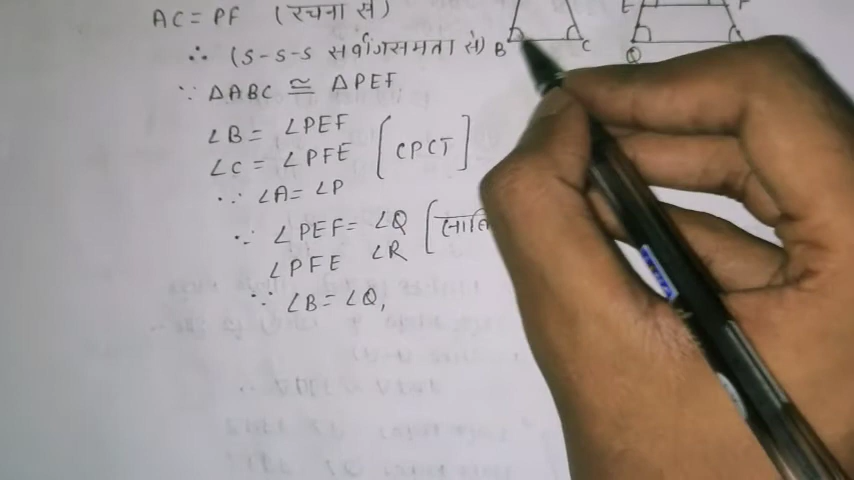 AC = PF (रचना से)
∴ (S-S-S सर्वांगसमता से)
∵ ΔABC ≅ ΔPEF
∠B = ∠PEF
∠C = ∠PFE [CPCT]
∵ ∠A = ∠P
∵ ∠PEF = ∠Q
∠PFE ∠R
∵ ∠B = ∠Q,
B C
E F
Q